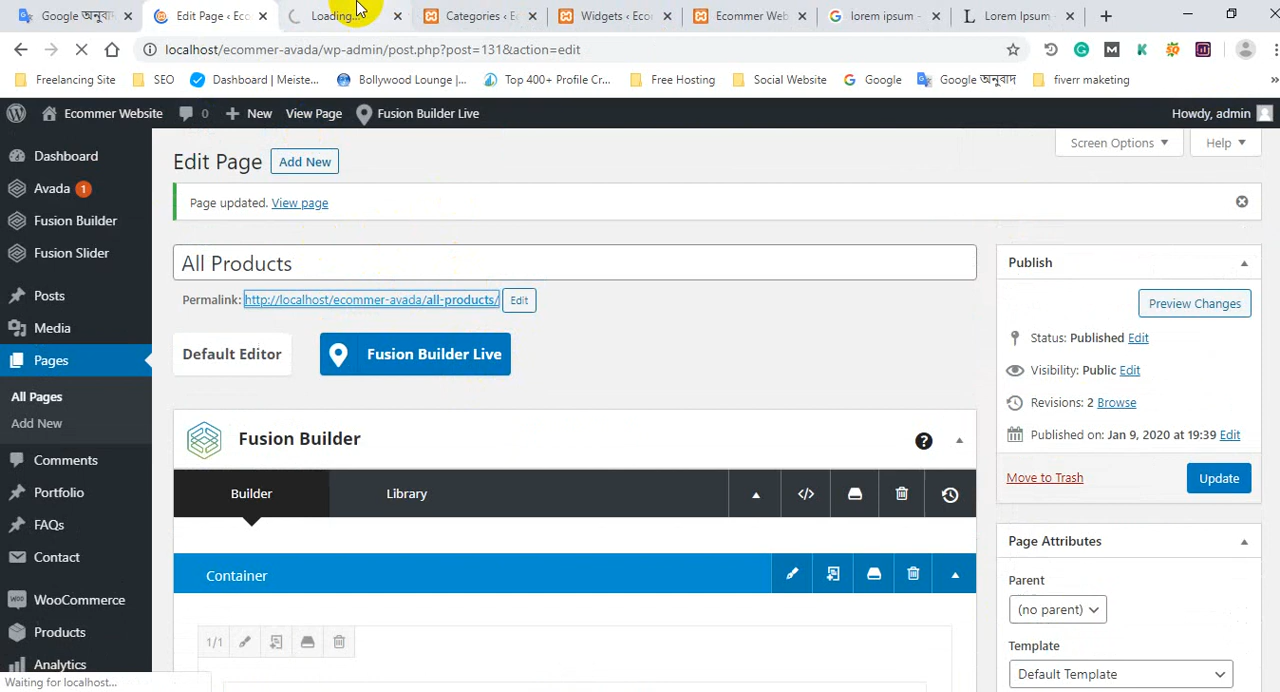 Google অনুবাদ
Edit Page ‹ Eco
Loading...
Categories ‹ E
Widgets ‹ Eco
Ecommer Web
lorem ipsum -
Lorem Ipsum -
localhost/ecommer-avada/wp-admin/post.php?post=131&action=edit
Freelancing Site
SEO
Dashboard | Meiste...
Bollywood Lounge |...
Top 400+ Profile Cr...
Free Hosting
Social Website
Google
Google অনুবাদ
fiverr maketing
»
Ecommer Website
0
New
View Page
Fusion Builder Live
Howdy, admin
Dashboard
Avada 1
Fusion Builder
Fusion Slider
Posts
Media
Pages
All Pages
Add New
Comments
Portfolio
FAQs
Contact
WooCommerce
Products
Analytics
Waiting for localhost...
Screen Options
Help
Edit Page
Add New
Page updated. View page
All Products
Permalink: http://localhost/ecommer-avada/all-products/ Edit
Default Editor
Fusion Builder Live
Fusion Builder
Builder
Library
Container
1/1
Publish
Preview Changes
Status: Published Edit
Visibility: Public Edit
Revisions: 2 Browse
Published on: Jan 9, 2020 at 19:39 Edit
Move to Trash
Update
Page Attributes
Parent
(no parent)
Template
Default Template